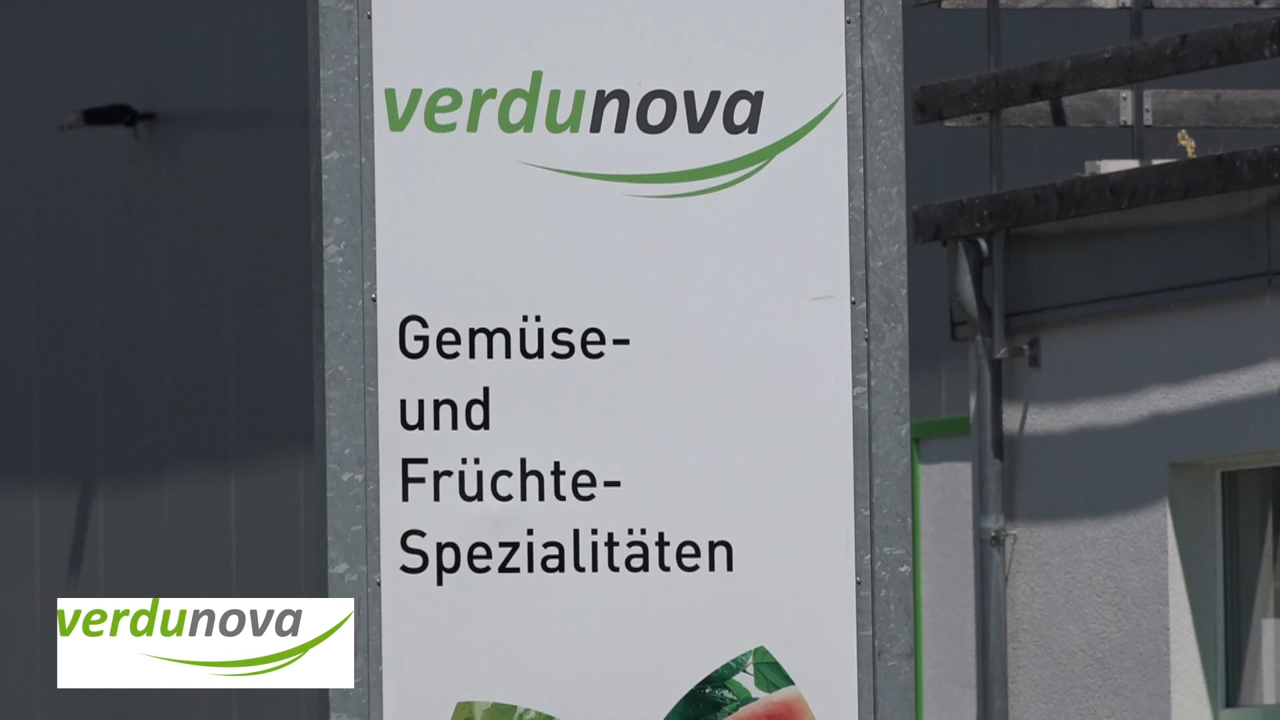 verdunova
Gemüse-
und
Früchte-
Spezialitäten
verdunova